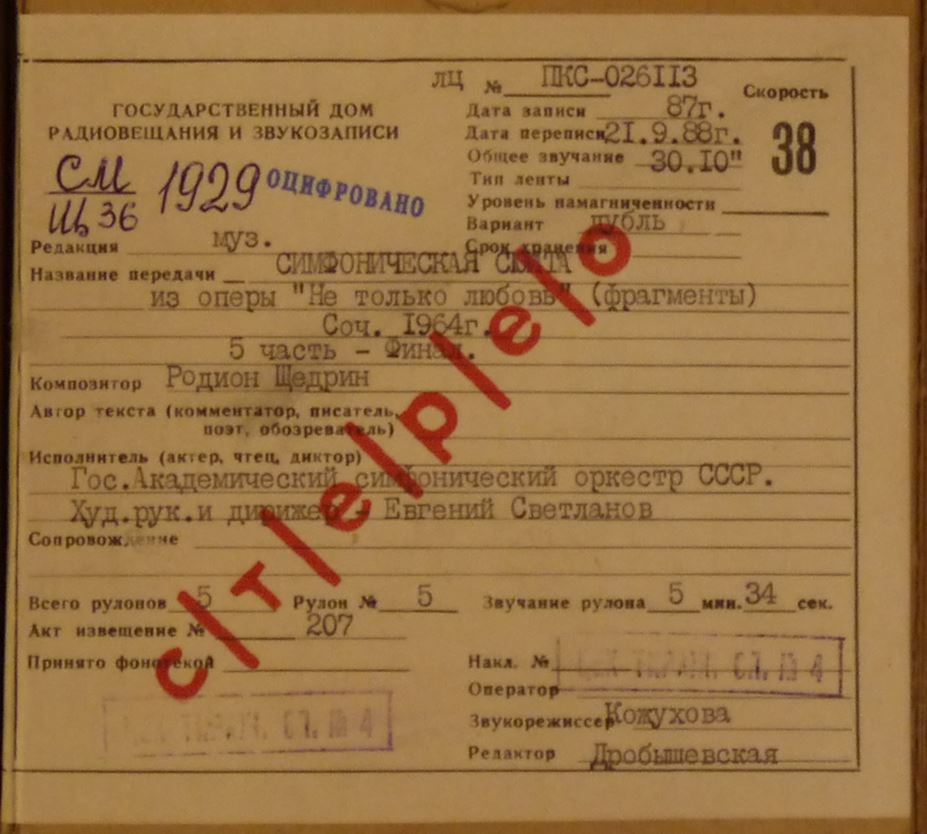 ЛЦ № ПКС-026113
Скорость
ГОСУДАРСТВЕННЫЙ ДОМ
РАДИОВЕЩАНИЯ И ЗВУКОЗАПИСИ
Дата записи 87г.
Дата переписи 21.9.88г.
Общее звучание 30.10"
38
Тип ленты
Уровень намагниченности
СМ
Щ 36
1929
ОЦИФРОВАНО
Вариант дубль
Срок хранения
Редакция муз.
Название передачи СИМФОНИЧЕСКАЯ СЮИТА
из оперы "Не только любовь" (фрагменты)
Соч. 1964г.
5 часть - Финал.
Композитор Родион Щедрин
Автор текста (комментатор, писатель,
поэт, обозреватель)
Исполнитель (актер, чтец, диктор)
Гос.Академический симфонический оркестр СССР.
Худ.рук.и дирижер - Евгений Светланов
Сопровождение
с/т/е/р/е/о
Всего рулонов 5 Рулон № 5 Звучание рулона 5 мин. 34 сек.
Акт извещение № 207
Принято фонотекой
Накл. №
Оператор
Звукорежиссер Кожухова
Редактор Дробышевская